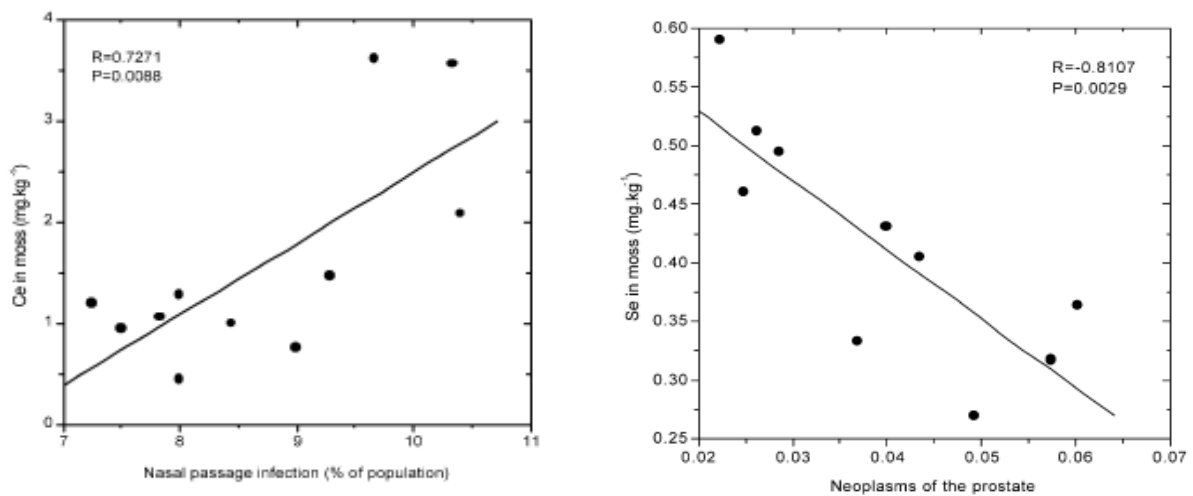 4
3
2
1
0
R=0.7271
P=0.0088
Ce in moss (mg.kg⁻¹)
7 8 9 10 11
Nasal passage infection (% of population)
0.60
0.55
0.50
0.45
0.40
0.35
0.30
0.25
R=-0.8107
P=0.0029
Se in moss (mg.kg⁻¹)
0.02 0.03 0.04 0.05 0.06 0.07
Neoplasms of the prostate